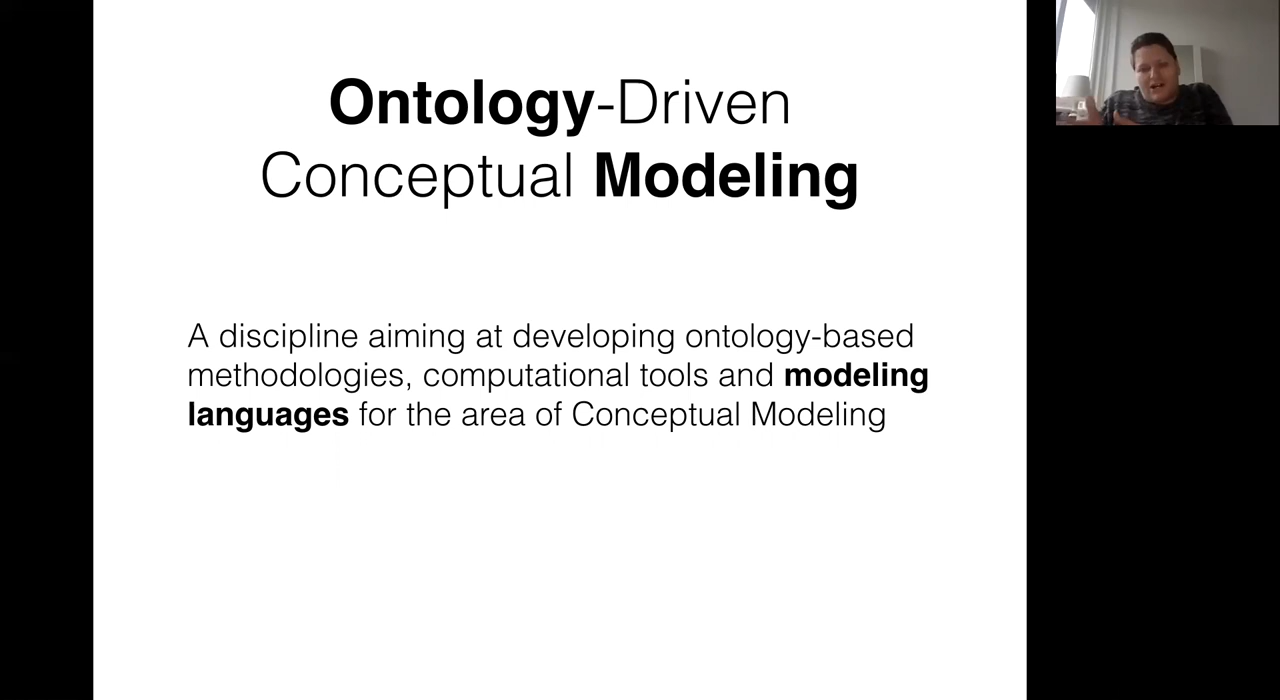 Ontology-Driven
Conceptual Modeling
A discipline aiming at developing ontology-based
methodologies, computational tools and modeling
languages for the area of Conceptual Modeling